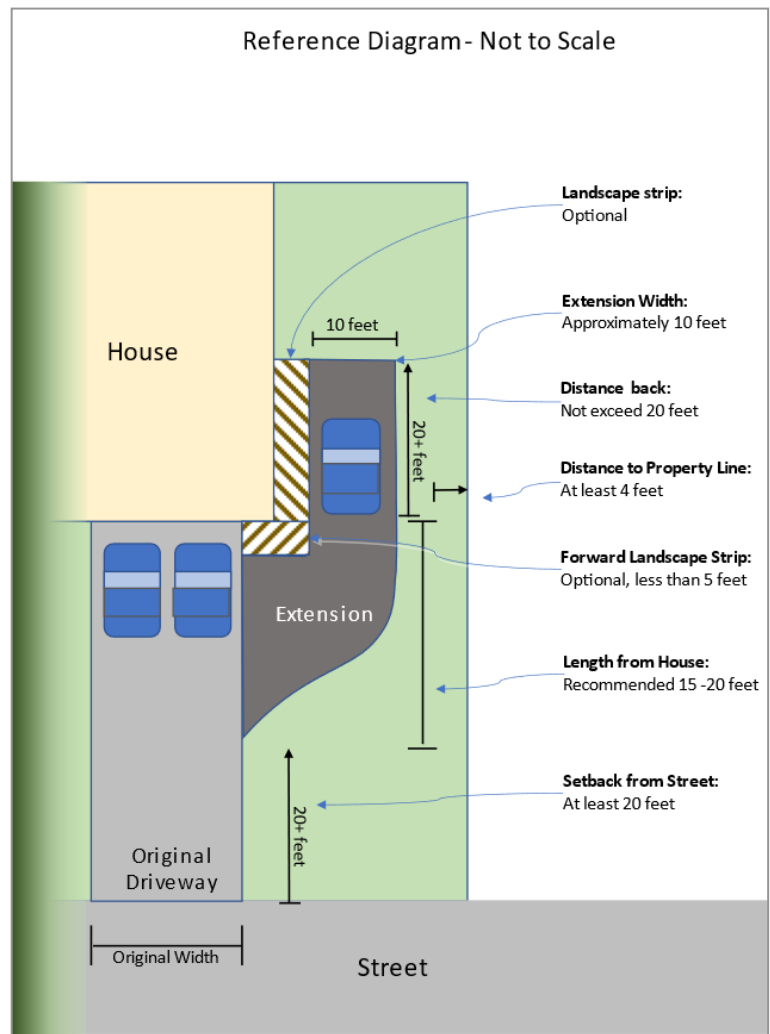 Reference Diagram - Not to Scale
Landscape strip:
Optional
Extension Width:
Approximately 10 feet
10 feet
House
Distance back:
Not exceed 20 feet
20+ feet
Distance to Property Line:
At least 4 feet
Forward Landscape Strip:
Optional, less than 5 feet
Extension
Length from House:
Recommended 15 -20 feet
Setback from Street:
At least 20 feet
20+ feet
Original
Driveway
Original Width
Street